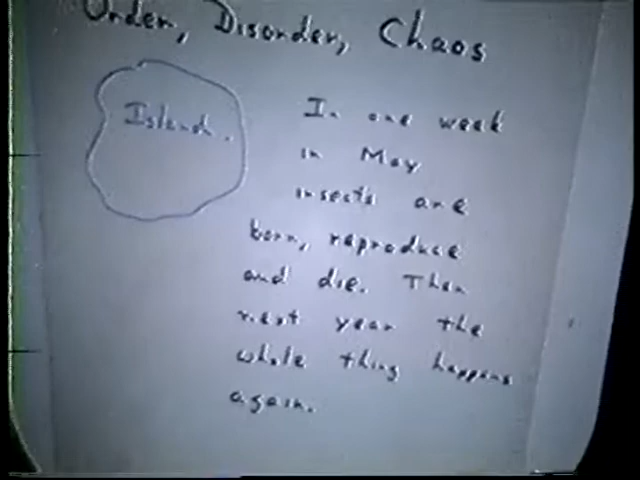 Order, Disorder, Chaos
Island.
In one week
in May
insects are
born, reproduce
and die. Then
next year the
whole thing happens
again.